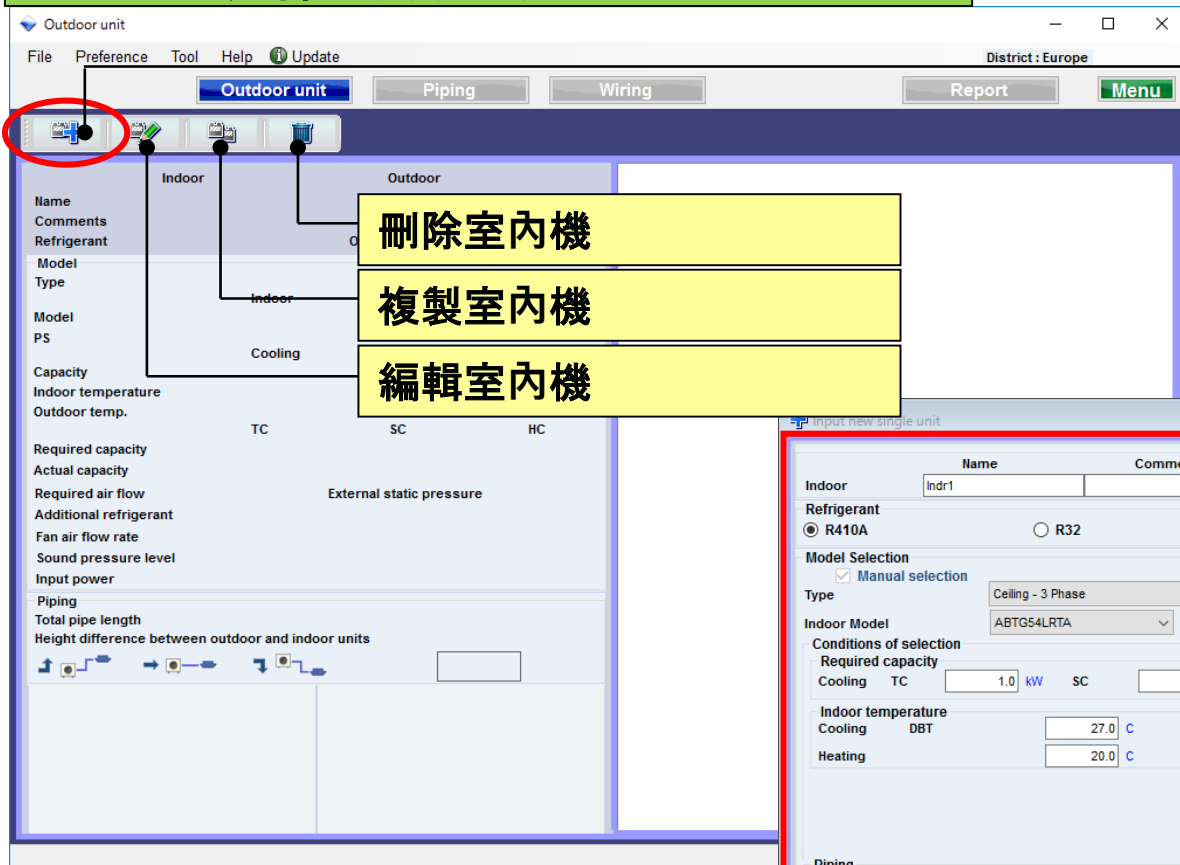 Outdoor unit
File Preference Tool Help Update
District : Europe
Outdoor unit Piping Wiring Report Menu
Indoor Outdoor
Name
Comments
Refrigerant
刪除室內機
Model
Type
Indoor
複製室內機
Model
PS
Cooling
Capacity
編輯室內機
Indoor temperature
Outdoor temp.
TC SC HC
Required capacity
Actual capacity
Required air flow External static pressure
Additional refrigerant
Fan air flow rate
Sound pressure level
Input power
Piping
Total pipe length
Height difference between outdoor and indoor units
Input new single unit
Name
Indoor Indr1
Refrigerant
R410A R32
Model Selection
Manual selection
Type Ceiling - 3 Phase
Indoor Model ABTG54LRTA
Conditions of selection
Required capacity
Cooling TC 1.0 kW SC
Indoor temperature
Cooling DBT 27.0 C
Heating 20.0 C
Piping